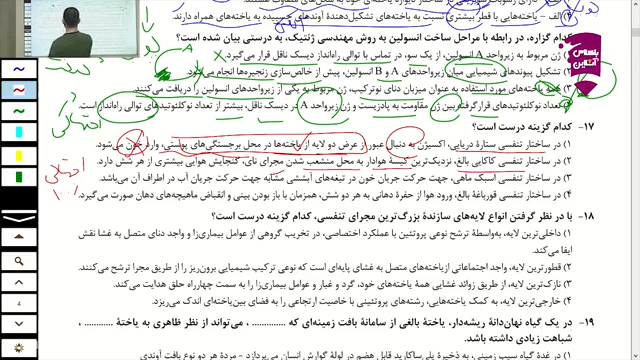 ۴) الف - یاخته‌هایی با قطر بیشتری نسبت به یاخته‌های تشکیل‌دهندهٔ آوندهای چسبیده به یاخته‌های همراه دارند.
کدام گزاره، در رابطه با مراحل ساخت انسولین به روش مهندسی ژنتیک، به درستی بیان شده است؟
۱) ژن مربوط به زنجیره A انسولین، از یک سو، در تماس با توالی راه‌انداز دیسک ناقل قرار می‌گیرد.
۲) تشکیل پیوندهای شیمیایی میان زیرواحدهای A و B انسولین، پیش از خالص‌سازی زنجیره‌ها انجام می‌شود.
یاخته‌های مورد استفاده به عنوان میزبان دنای نوترکیب، ژن مربوط به یکی از زیرواحدهای انسولین را دریافت می‌کنند.
تعداد نوکلئوتیدهای قرار گرفته بین ژن مقاومت به پادزیست و ژن زیرواحد A در دیسک ناقل، بیشتر از تعداد نوکلئوتیدهای توالی راه‌انداز است.
۱۷- کدام گزینه درست است؟
۱) در ساختار تنفسی ستارهٔ دریایی، اکسیژن به دنبال عبور از عرض دو لایه از یاخته‌ها در محل برجستگی‌های پوستی، وارد خون می‌شود.
۲) در ساختار تنفسی کاکایی بالغ، نزدیک‌ترین کیسهٔ هوادار به محل منشعب شدن مجرای نای، گنجایش هوایی بیشتری از هر شش دارد.
۳) در ساختار تنفسی اسبک ماهی، جهت حرکت جریان خون در تیغه‌های آبششی مشابه جهت حرکت جریان آب در اطراف آن می‌باشد.
۴) در ساختار تنفسی قورباغهٔ بالغ، ورود هوا از حفرهٔ دهانی به هر دو شش، همزمان با باز بودن بینی و انقباض ماهیچه‌های دهان صورت می‌گیرد.
۱۸- با در نظر گرفتن انواع لایه‌های سازندهٔ بزرگ‌ترین مجرای تنفسی، کدام گزینه درست است؟
۱) داخلی‌ترین لایه، به‌واسطهٔ ترشح نوعی پروتئین با عملکرد اختصاصی، در تخریب گروهی از عوامل بیماری‌زا و واجد دنای متصل به غشا نقش
ایفا می‌کند.
۲) قطورترین لایه، واجد اجتماعاتی از یاخته‌های متصل به غشای پایه‌ای است که نوعی ترکیب شیمیایی برون‌ریز را از طریق مجرا ترشح می‌کنند.
۳) نازک‌ترین لایه، از طریق زوائد غشایی همهٔ یاخته‌های خود، گرد و غبار و عوامل بیماری‌زا را به سمت چهارراه حلق هدایت می‌کند.
۴) خارجی‌ترین لایه، به کمک یاخته‌هایی، رشته‌های پروتئینی با خاصیت ارتجاعی را به فضای بین‌یاخته‌ای اندک می‌ریزد.
۱۹- در یک گیاه نهان‌دانهٔ ریشه‌دار، یاختهٔ بالغی از سامانهٔ بافت زمینه‌ای که ..............، می‌تواند از نظر ظاهری به یاختهٔ ..............
شباهت زیادی داشته باشد.